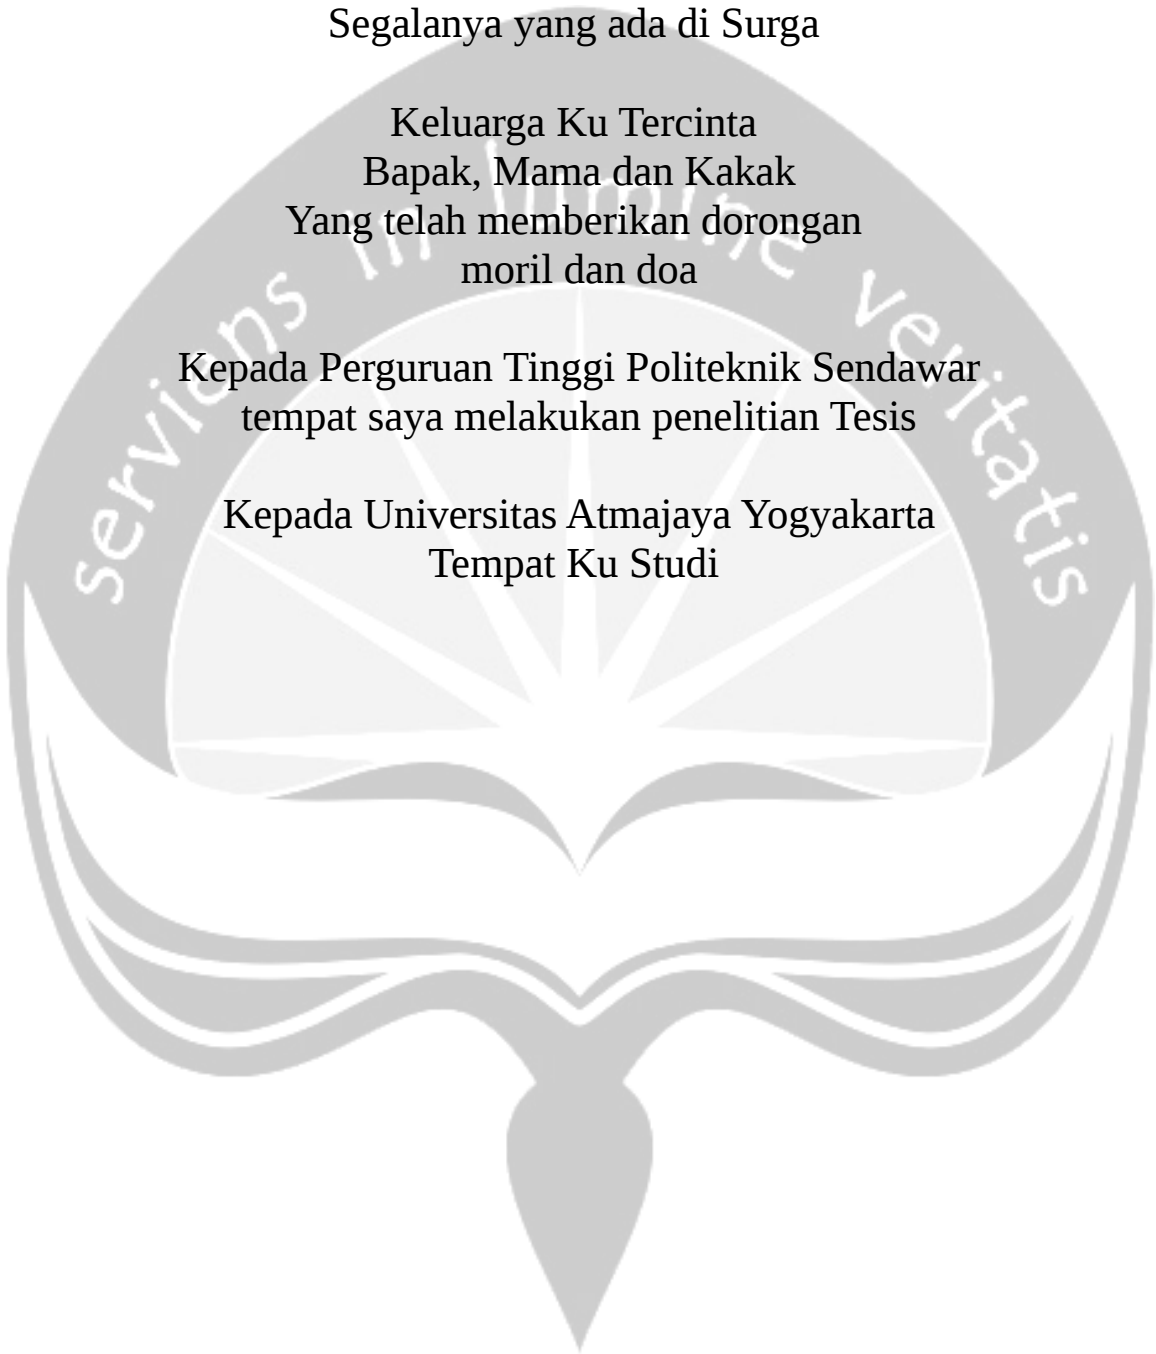 Segalanya yang ada di Surga
Keluarga Ku Tercinta
Bapak, Mama dan Kakak
Yang telah memberikan dorongan
moril dan doa
Kepada Perguruan Tinggi Politeknik Sendawar
tempat saya melakukan penelitian Tesis
Kepada Universitas Atmajaya Yogyakarta
Tempat Ku Studi
serviens in lumine veritatis